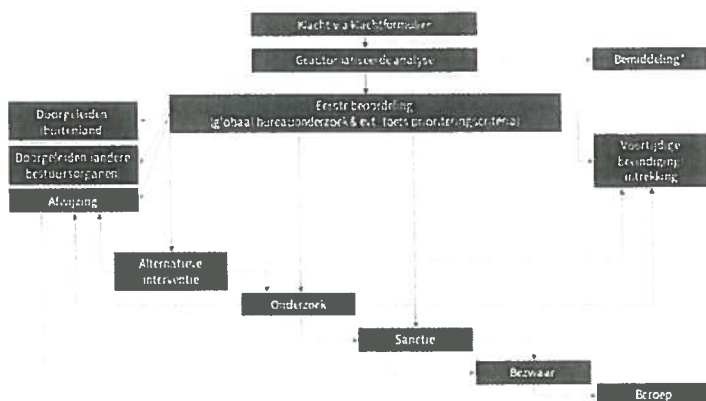 Klacht via klachtformulier
Geautomatiseerde analyse
Bemiddeling*
Eerste beoordeling
(globaal bureauonderzoek & evt. toets prioriteringscriteria)
Doorgeleiden
(buitenland
Doorgeleiden (andere
bestuursorganen
Afwijzing
Voortijdige
beëindiging/
intrekking
Alternatieve
interventie
Onderzoek
Sanctie
Bezwaar
Beroep